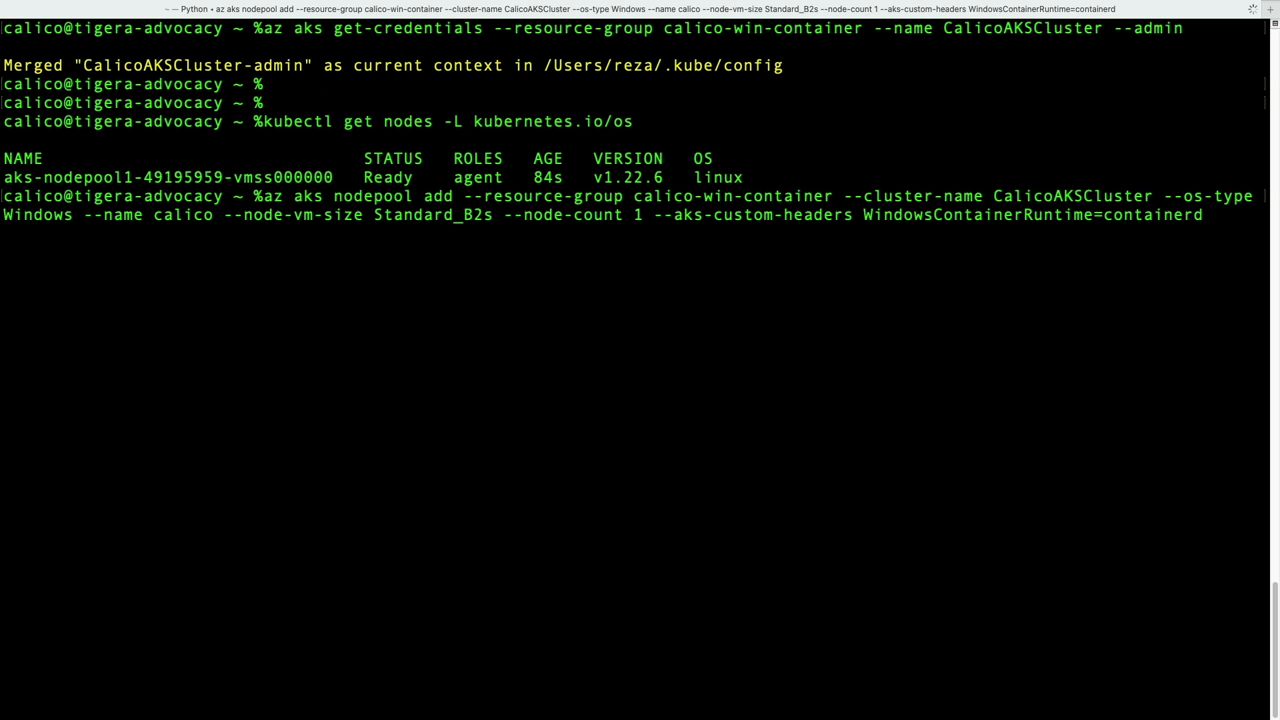 ~ — Python • az aks nodepool add --resource-group calico-win-container --cluster-name CalicoAKSCluster --os-type Windows --name calico --node-vm-size Standard_B2s --node-count 1 --aks-custom-headers WindowsContainerRuntime=containerd
calico@tigera-advocacy ~ %az aks get-credentials --resource-group calico-win-container --name CalicoAKSCluster --admin
Merged "CalicoAKSCluster-admin" as current context in /Users/reza/.kube/config
calico@tigera-advocacy ~ %
calico@tigera-advocacy ~ %
calico@tigera-advocacy ~ %kubectl get nodes -L kubernetes.io/os
NAME STATUS ROLES AGE VERSION OS
aks-nodepool1-49195959-vmss000000 Ready agent 84s v1.22.6 linux
calico@tigera-advocacy ~ %az aks nodepool add --resource-group calico-win-container --cluster-name CalicoAKSCluster --os-type
Windows --name calico --node-vm-size Standard_B2s --node-count 1 --aks-custom-headers WindowsContainerRuntime=containerd